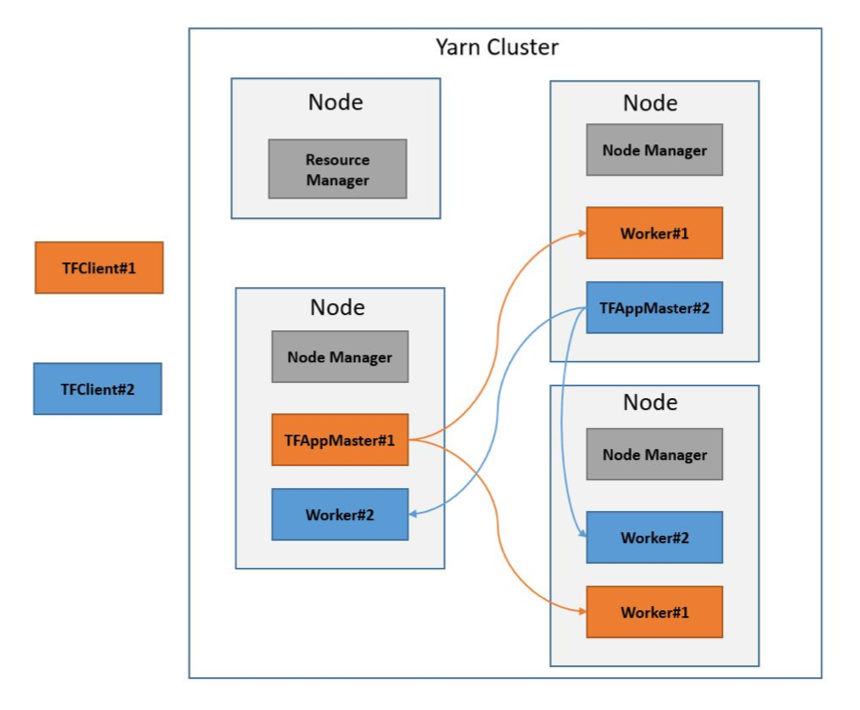 Yarn Cluster
Node
Resource
Manager
Node
Node Manager
Worker#1
TFAppMaster#2
TFClient#1
TFClient#2
Node
Node Manager
TFAppMaster#1
Worker#2
Node
Node Manager
Worker#2
Worker#1